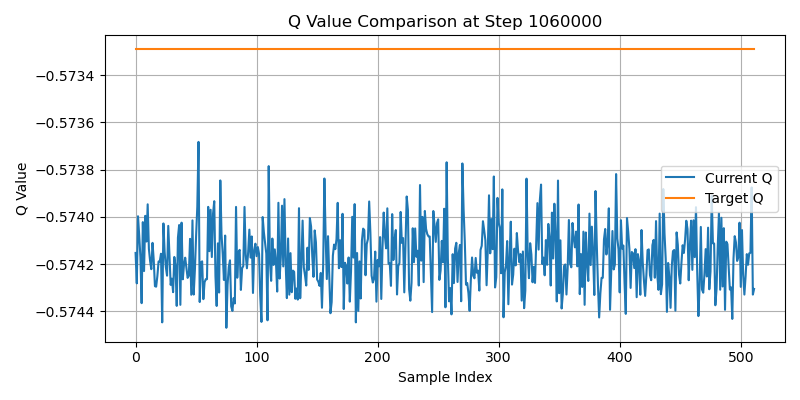 Q Value Comparison at Step 1060000
Q Value
−0.5734
−0.5736
−0.5738
−0.5740
−0.5742
−0.5744
Current Q
Target Q
0
100
200
300
400
500
Sample Index